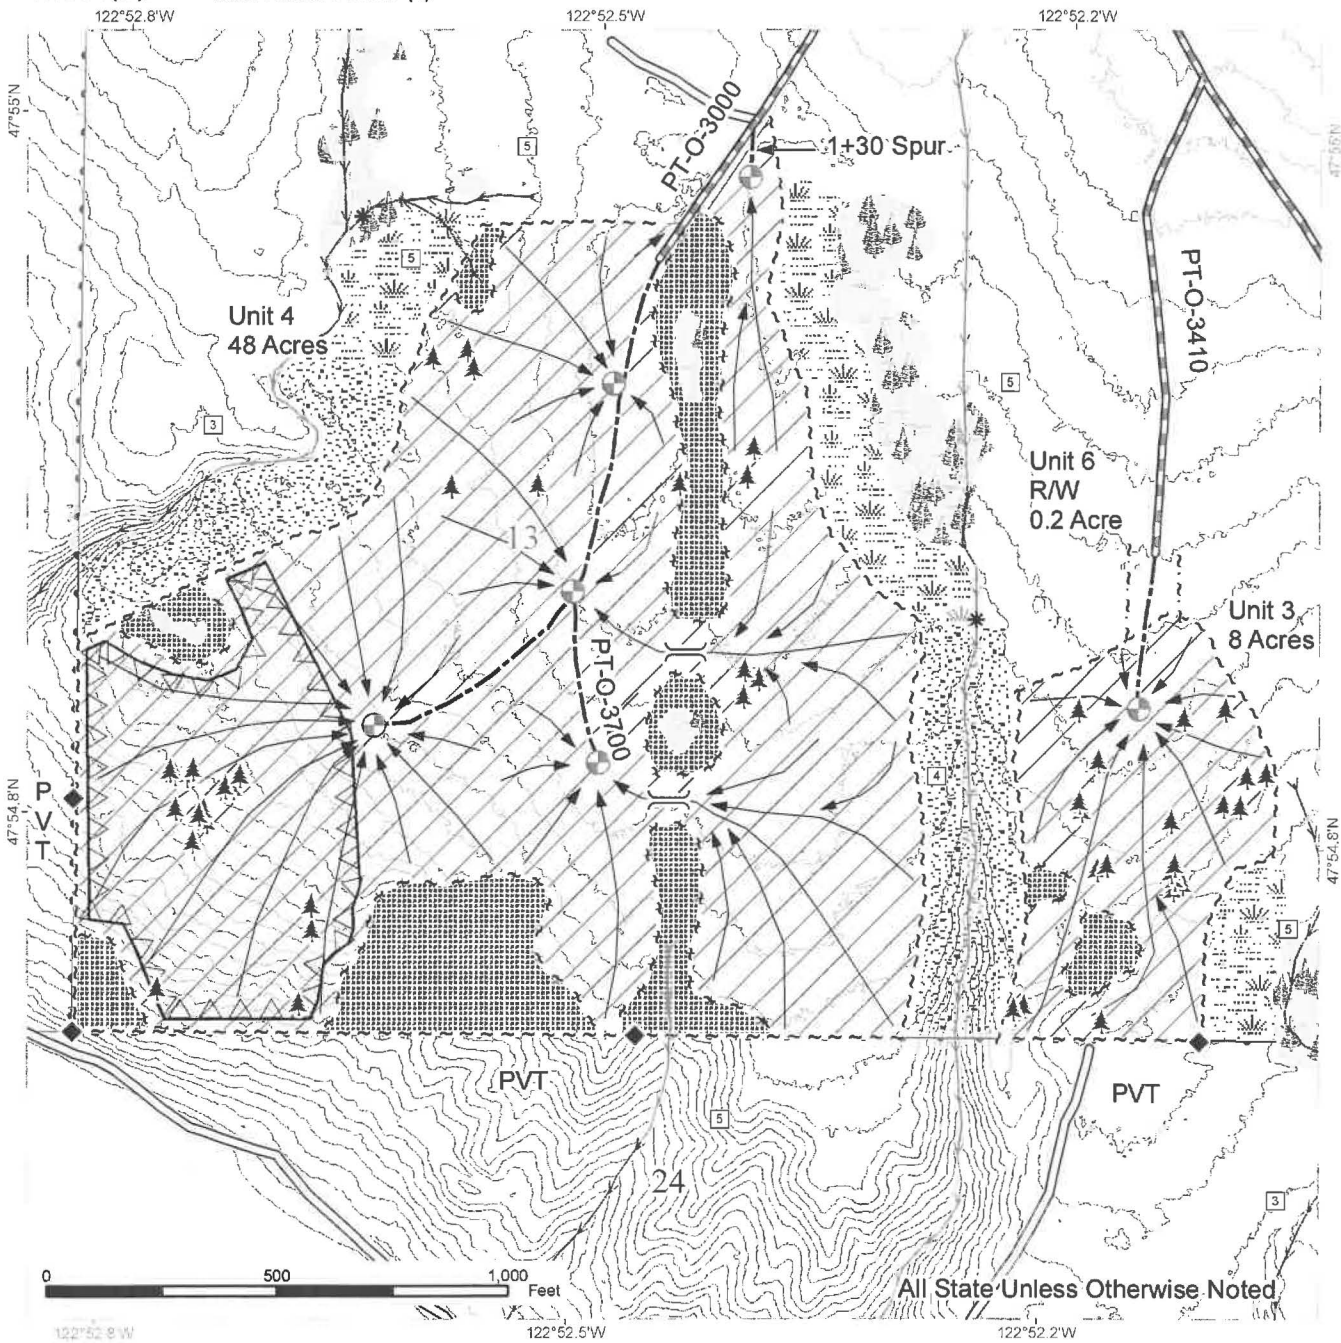 122°52.8'W
122°52.5'W
122°52.2'W
47°55'N
47°55'N
PT-O-3000
1+30 Spur
5
5
PT-O-3410
Unit 4
48 Acres
5
3
Unit 6
R/W
0.2 Acre
13
Unit 3
8 Acres
PT-O-3700
4
P
V
T
47°54.8'N
47°54.8'N
5
PVT
PVT
5
24
3
0
500
1,000
Feet
All State Unless Otherwise Noted
122°52.8'W
122°52.5'W
122°52.2'W